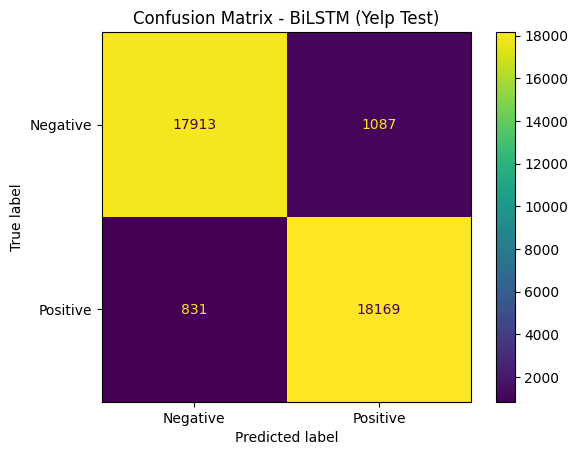 Confusion Matrix - BiLSTM (Yelp Test)
True label
Negative
Positive
17913
1087
831
18169
Negative
Positive
Predicted label
18000
16000
14000
12000
10000
8000
6000
4000
2000